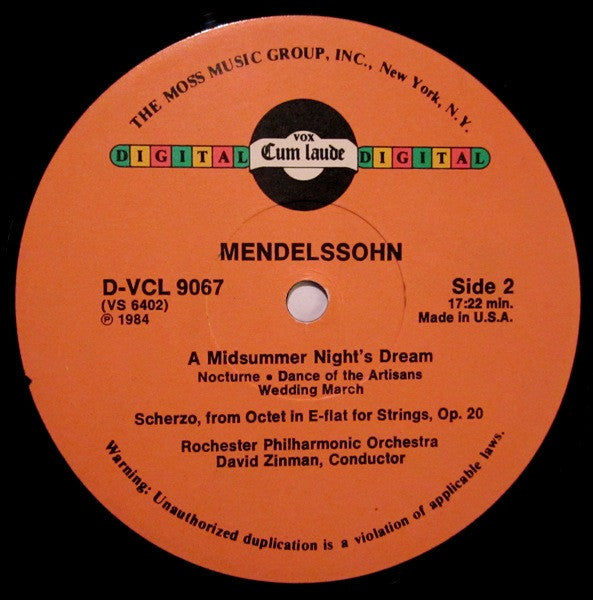 THE MOSS MUSIC GROUP, INC., New York, N.Y.
VOX
DIGITAL Cum laude DIGITAL
MENDELSSOHN
D-VCL 9067 Side 2
(VS 6402) 17:22 min.
℗ 1984 Made in U.S.A.
A Midsummer Night's Dream
Nocturne • Dance of the Artisans
Wedding March
Scherzo, from Octet in E-flat for Strings, Op. 20
Rochester Philharmonic Orchestra
David Zinman, Conductor
Warning: Unauthorized duplication is a violation of applicable laws.